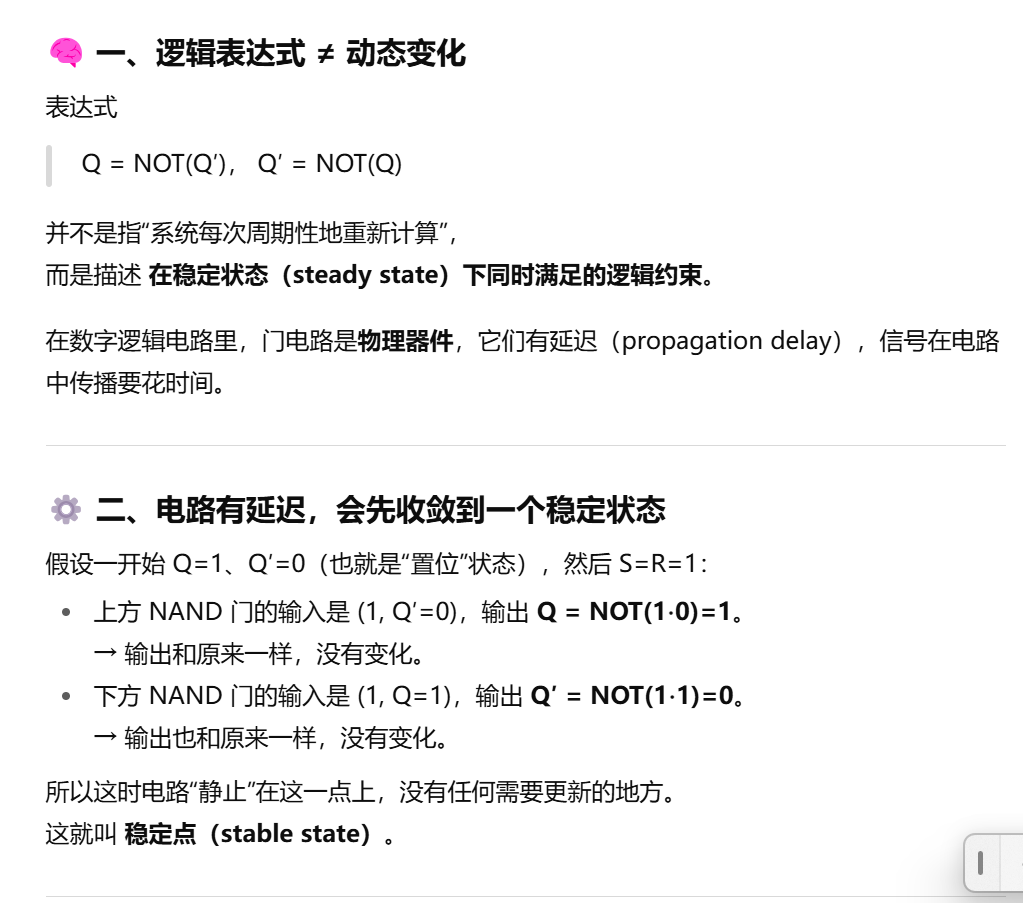 🧠 一、逻辑表达式 ≠ 动态变化
表达式
Q = NOT(Q′)， Q′ = NOT(Q)
并不是指“系统每次周期性地重新计算”，
而是描述 在稳定状态（steady state）下同时满足的逻辑约束。
在数字逻辑电路里，门电路是物理器件，它们有延迟（propagation delay），信号在电路
中传播要花时间。
⚙️ 二、电路有延迟，会先收敛到一个稳定状态
假设一开始 Q=1、Q′=0（也就是“置位”状态），然后 S=R=1：
• 上方 NAND 门的输入是 (1, Q′=0)，输出 Q = NOT(1·0)=1。
→ 输出和原来一样，没有变化。
• 下方 NAND 门的输入是 (1, Q=1)，输出 Q′ = NOT(1·1)=0。
→ 输出也和原来一样，没有变化。
所以这时电路“静止”在这一点上，没有任何需要更新的地方。
这就叫 稳定点（stable state）。